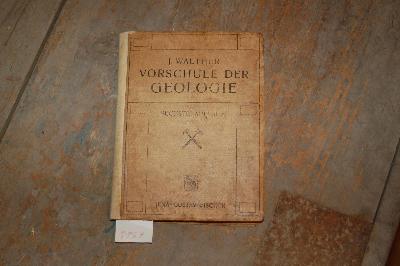 J. WALTHER
VORSCHULE DER
GEOLOGIE
JENA · GUSTAV FISCHER